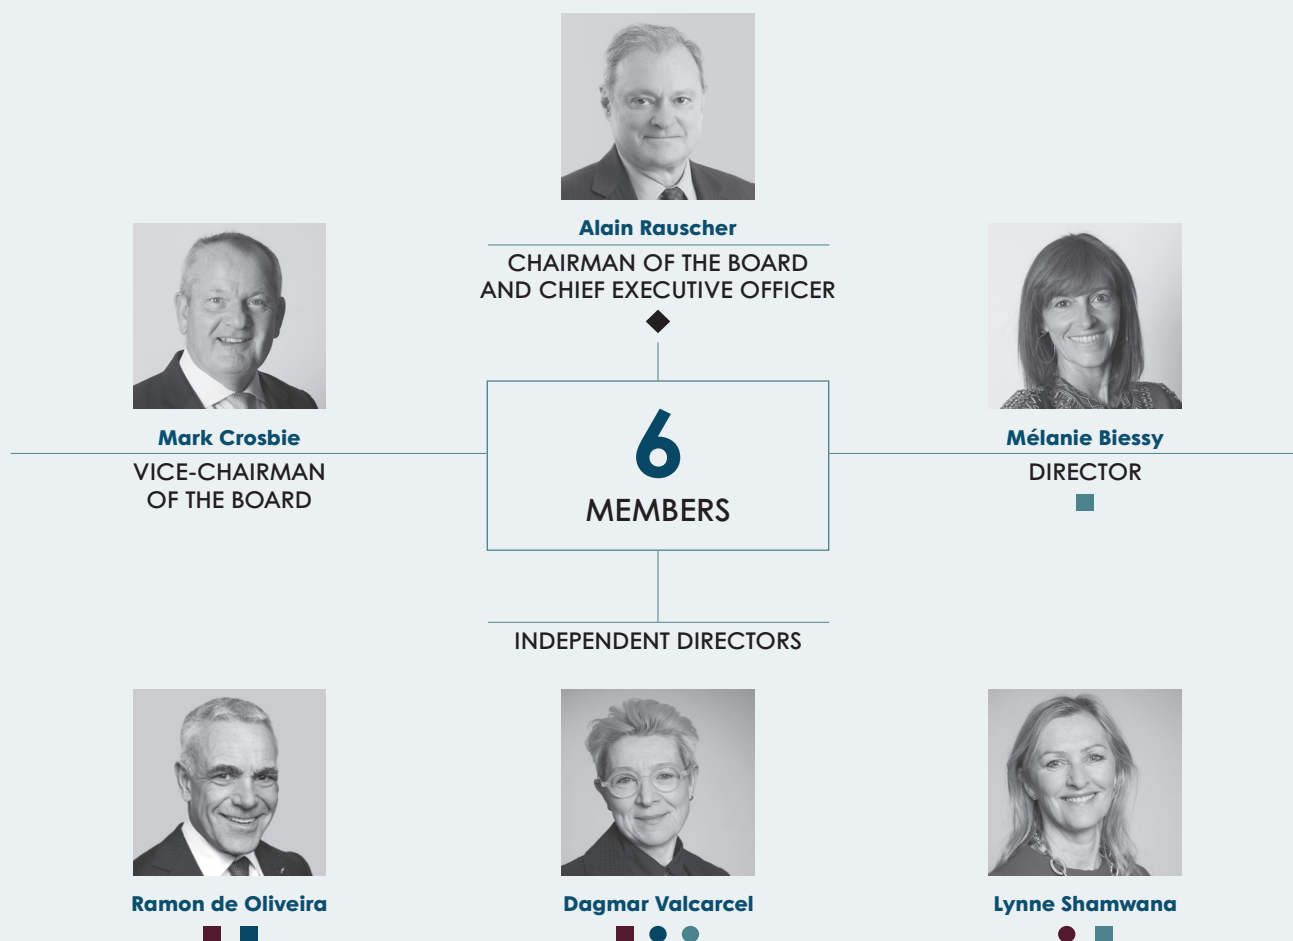 Alain Rauscher
CHAIRMAN OF THE BOARD
AND CHIEF EXECUTIVE OFFICER
Mark Crosbie
VICE-CHAIRMAN
OF THE BOARD
Mélanie Biessy
DIRECTOR
6
MEMBERS
INDEPENDENT DIRECTORS
Ramon de Oliveira
Dagmar Valcarcel
Lynne Shamwana